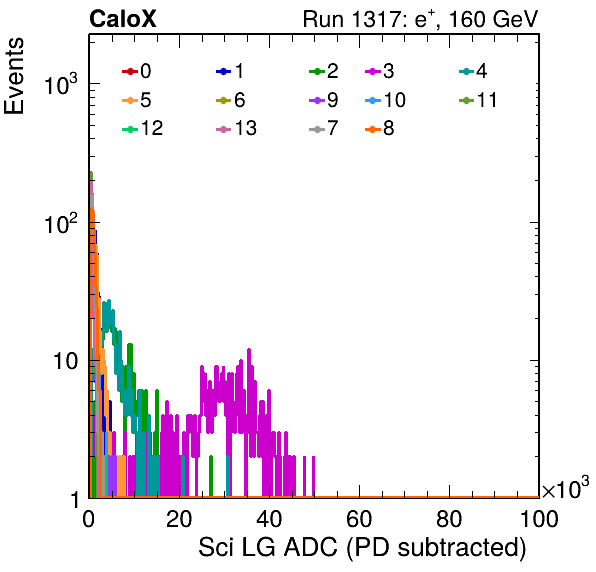 CaloX Run 1317: e⁺, 160 GeV
Events
0 1 2 3 4
5 6 9 10 11
12 13 7 8
10³
10²
10
1
0 20 40 60 80 100
×10³
Sci LG ADC (PD subtracted)